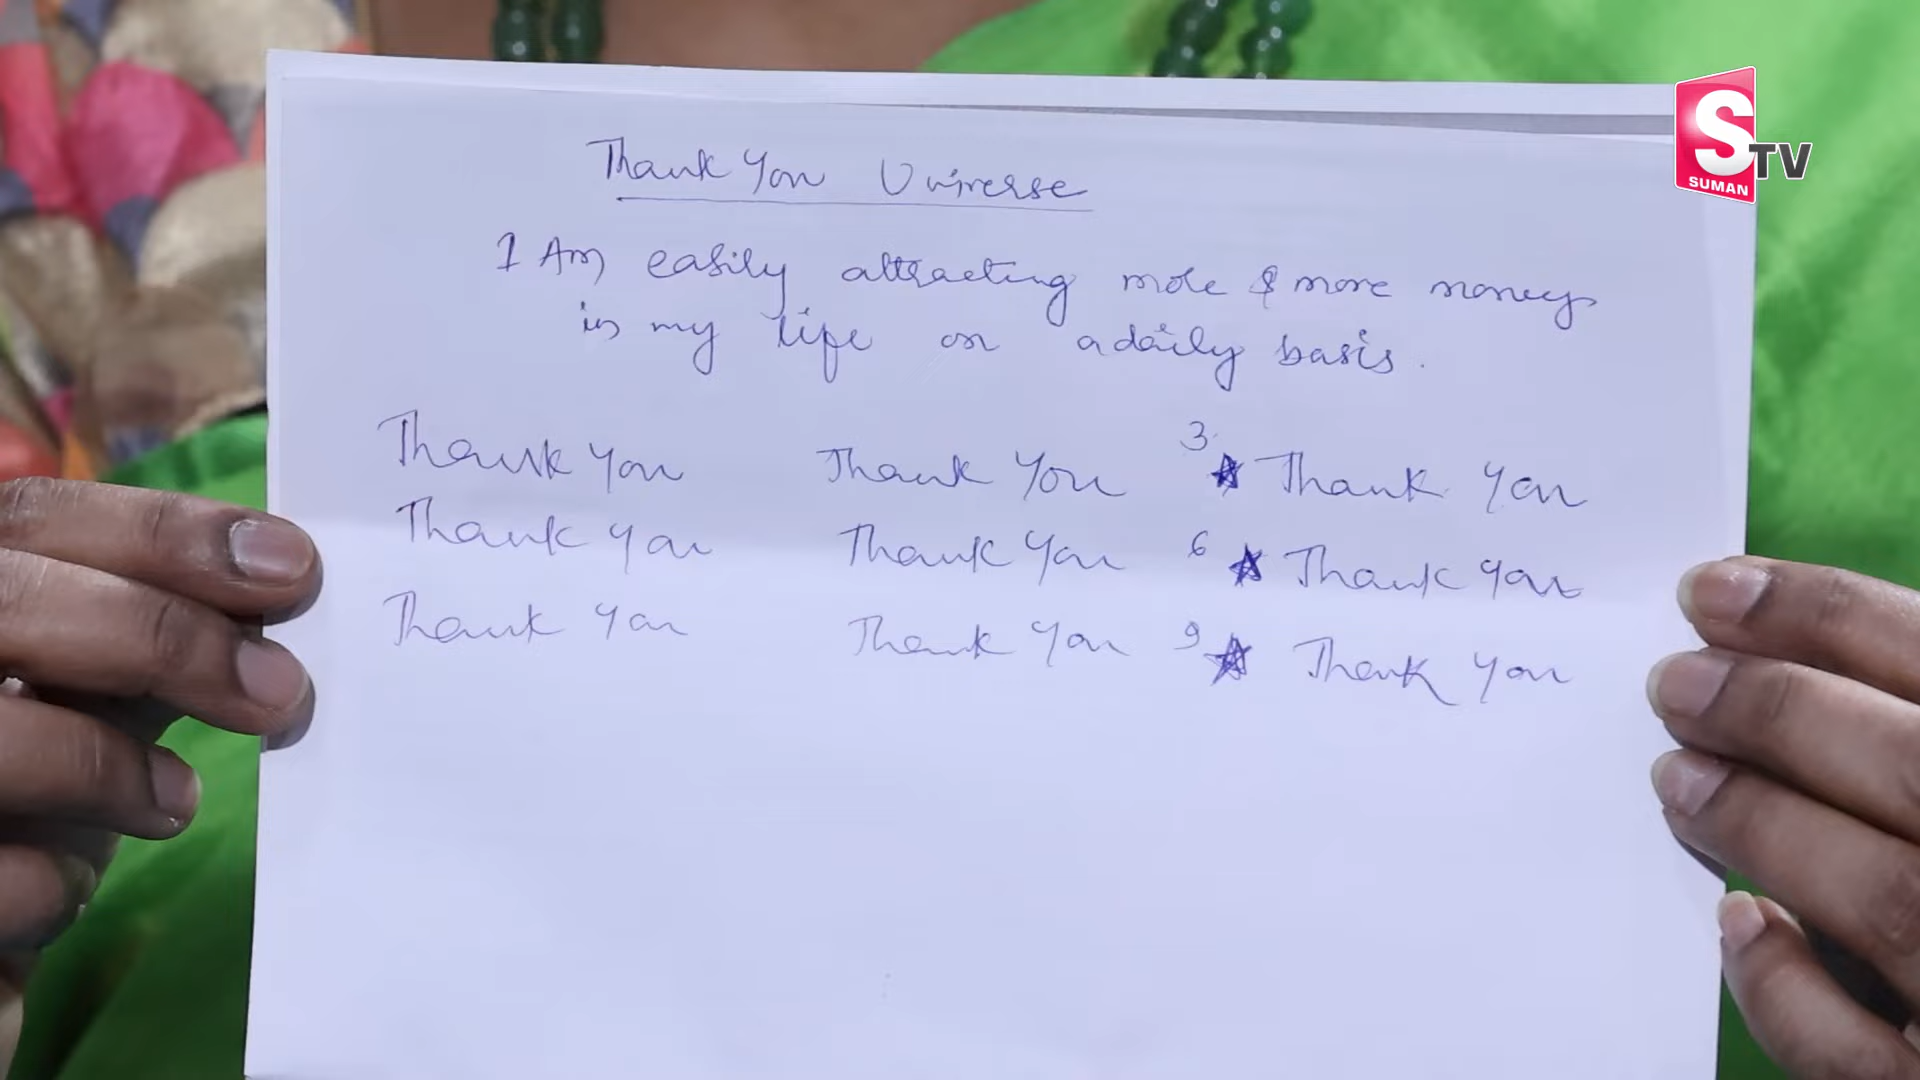 Thank You Universe
I Am easily attracting more & more money
in my life on a daily basis.
Thank You Thank You 3 ★ Thank You
Thank You Thank You 6 ★ Thank You
Thank You Thank You 9 ★ Thank You
S TV
SUMAN